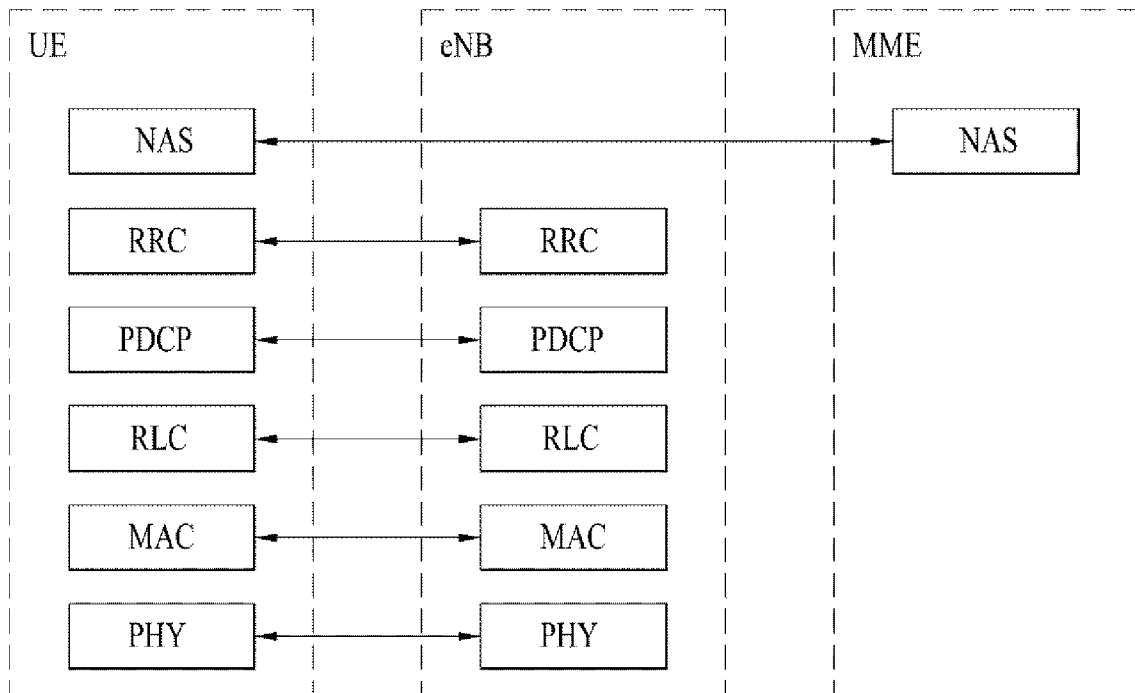 UE eNB MME
NAS NAS
RRC RRC
PDCP PDCP
RLC RLC
MAC MAC
PHY PHY